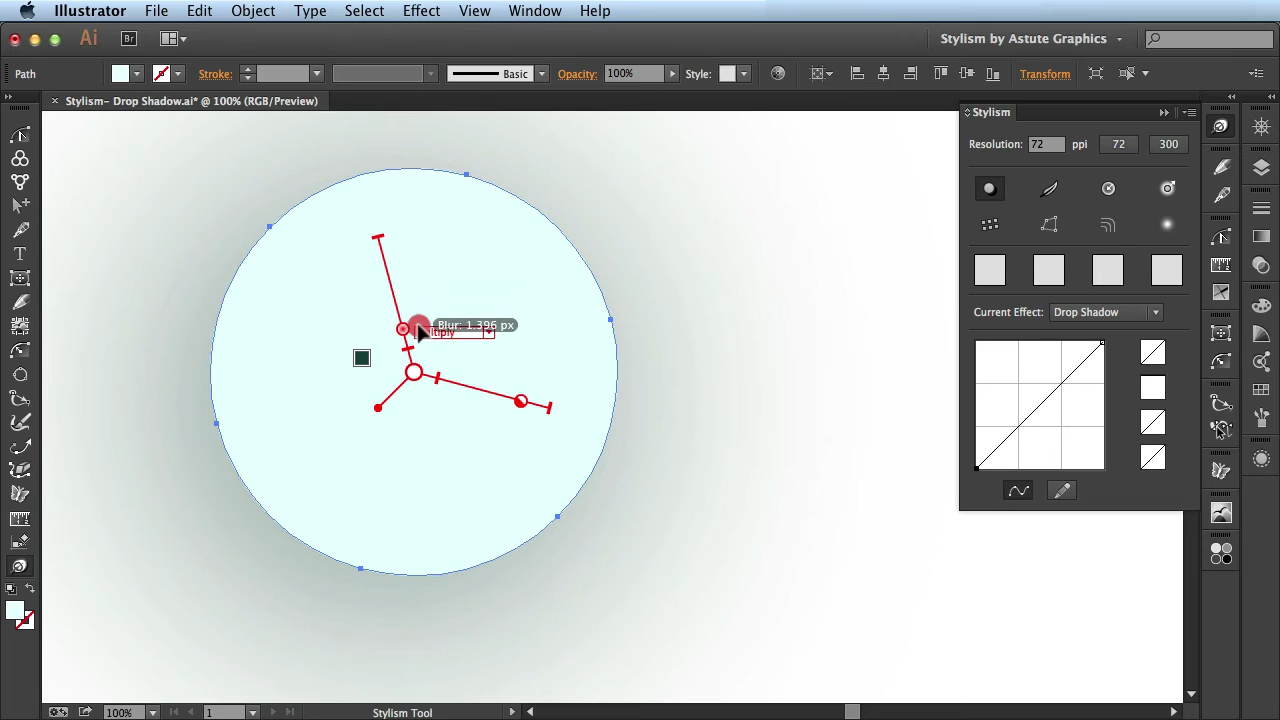 Illustrator File Edit Object Type Select Effect View Window Help
Ai Br Stylism by Astute Graphics
Path Stroke: Basic Opacity: 100% Style: Transform
Stylism- Drop Shadow.ai* @ 100% (RGB/Preview)
Stylism
Resolution: 72 ppi 72 300
Current Effect: Drop Shadow
Blur: 1.396 px
T
100% 1 Stylism Tool